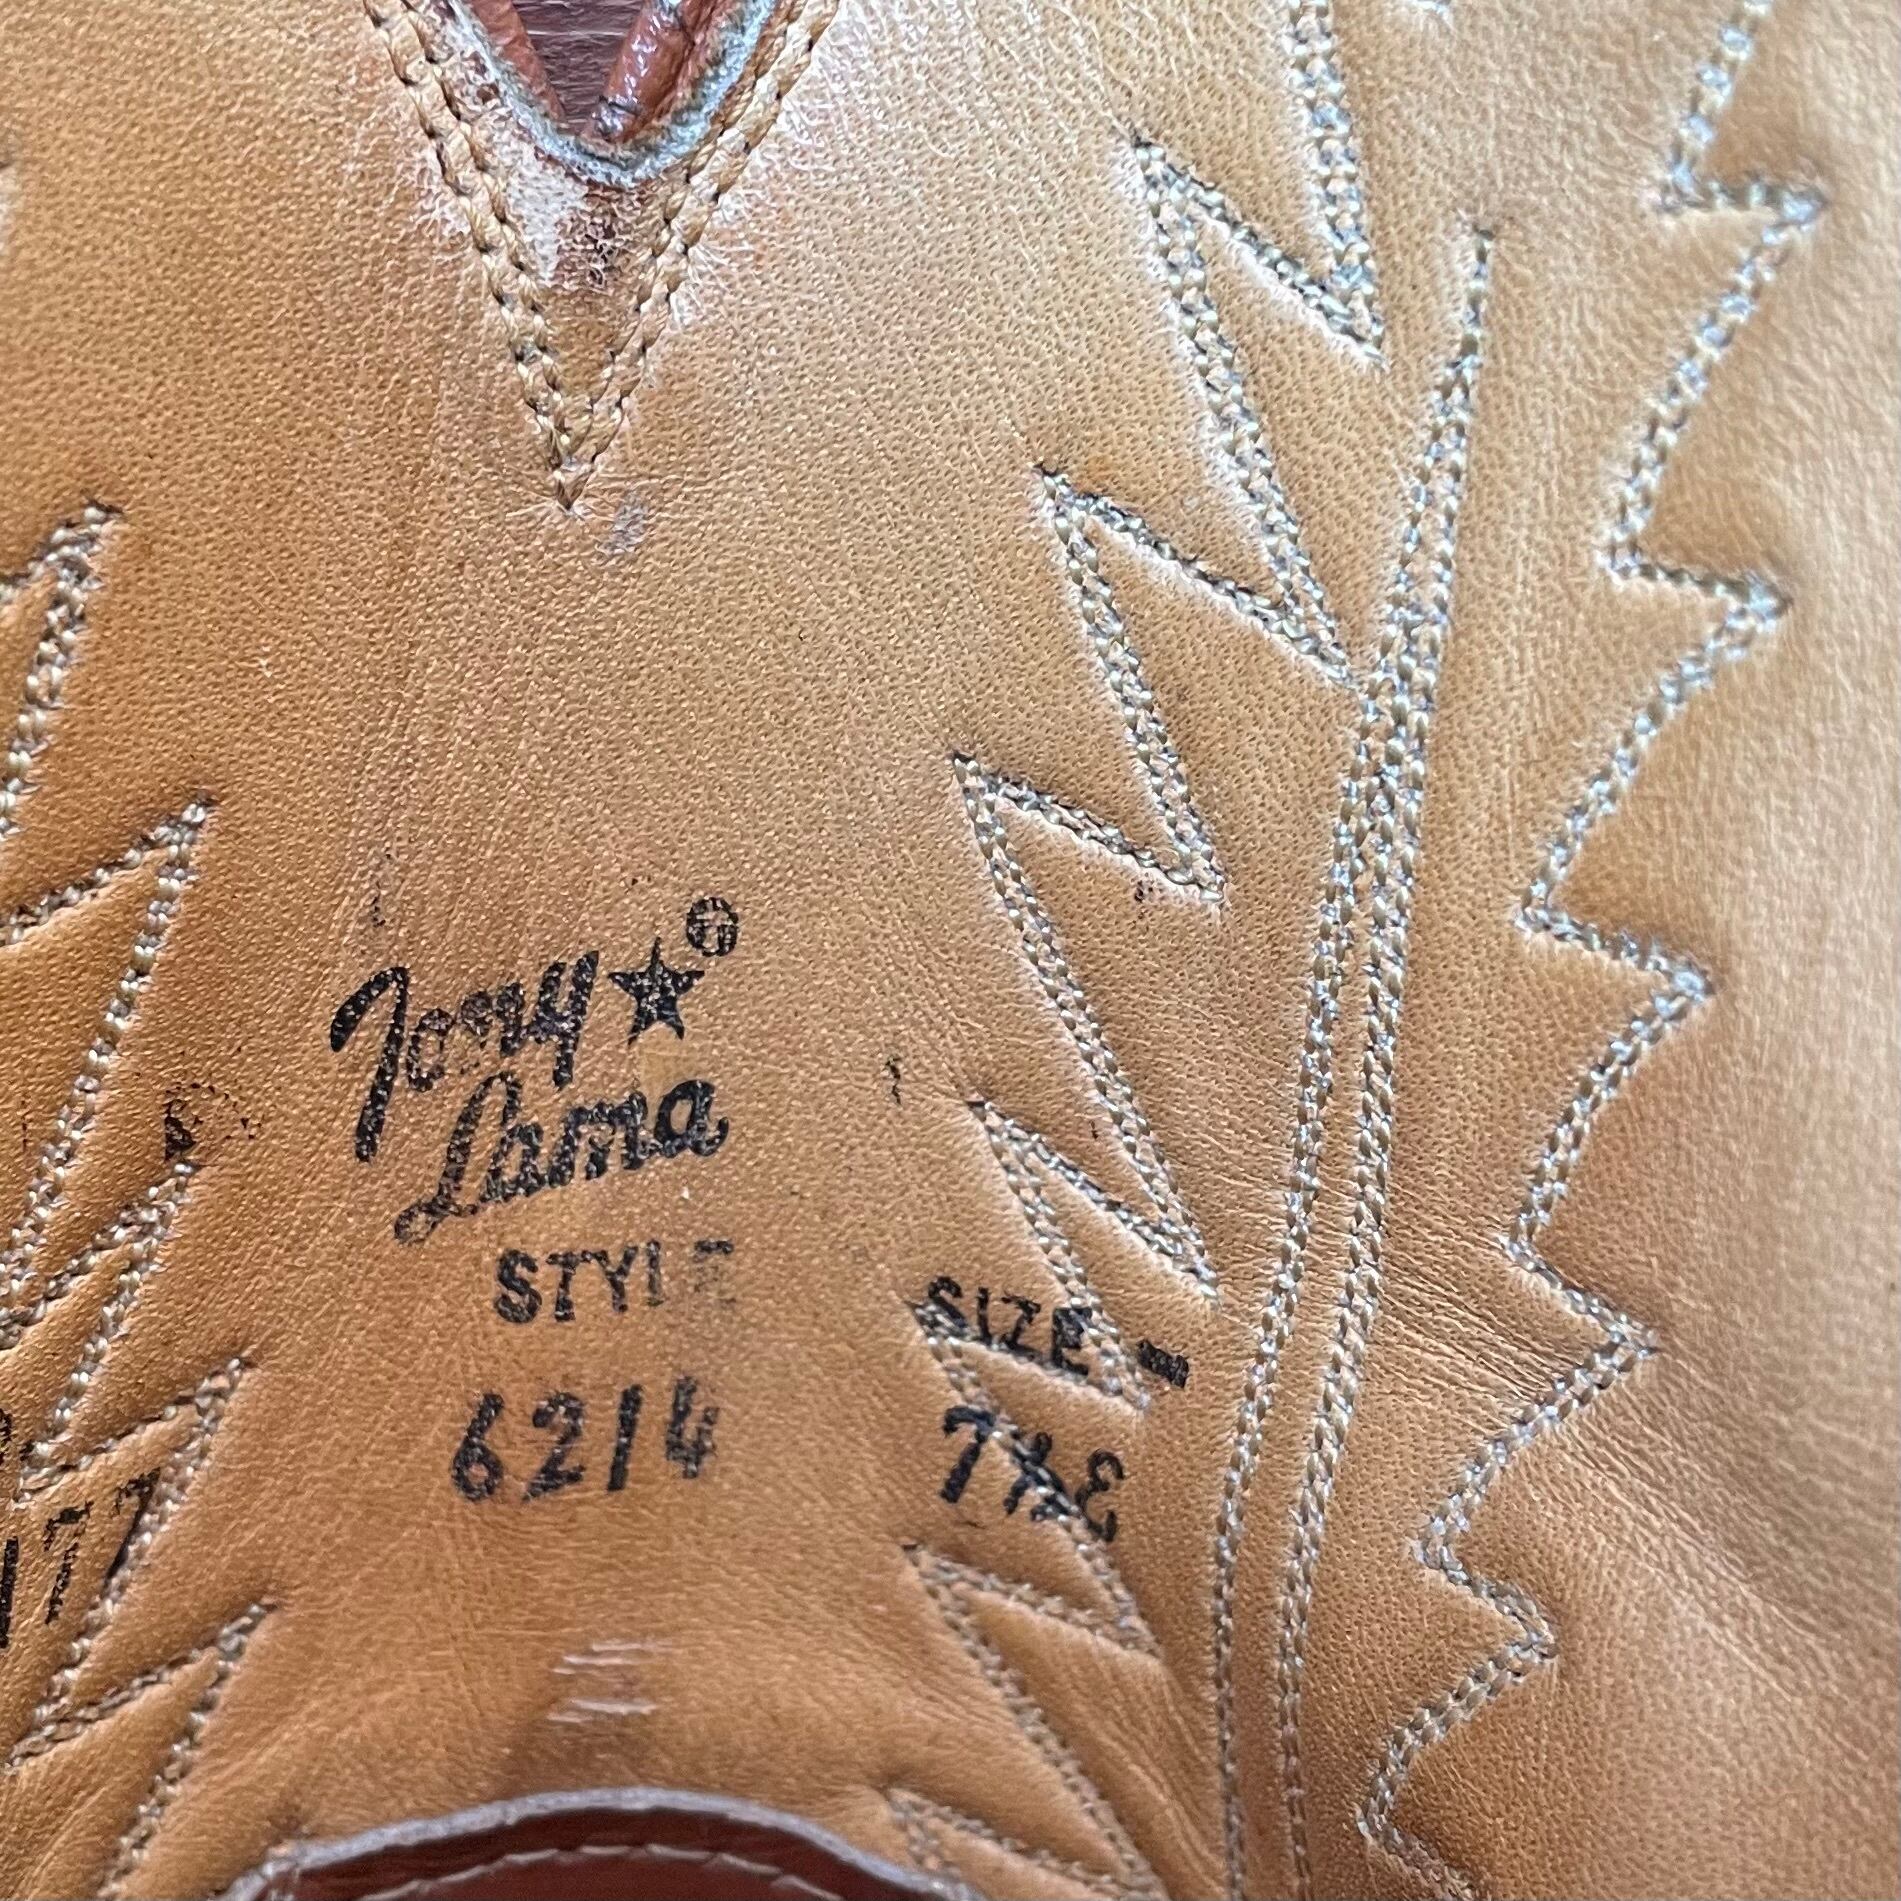 Tony ★®
Lama
STYLE
6214
SIZE -
7½E